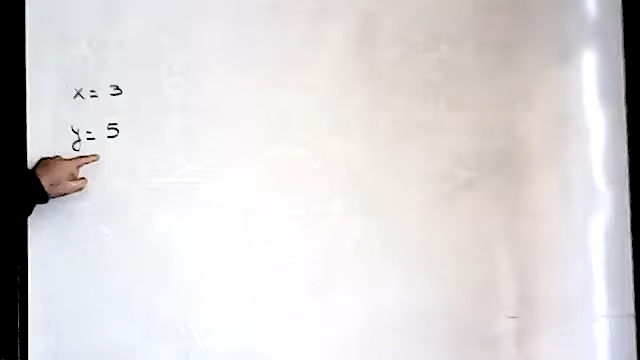 x = 3
y = 5